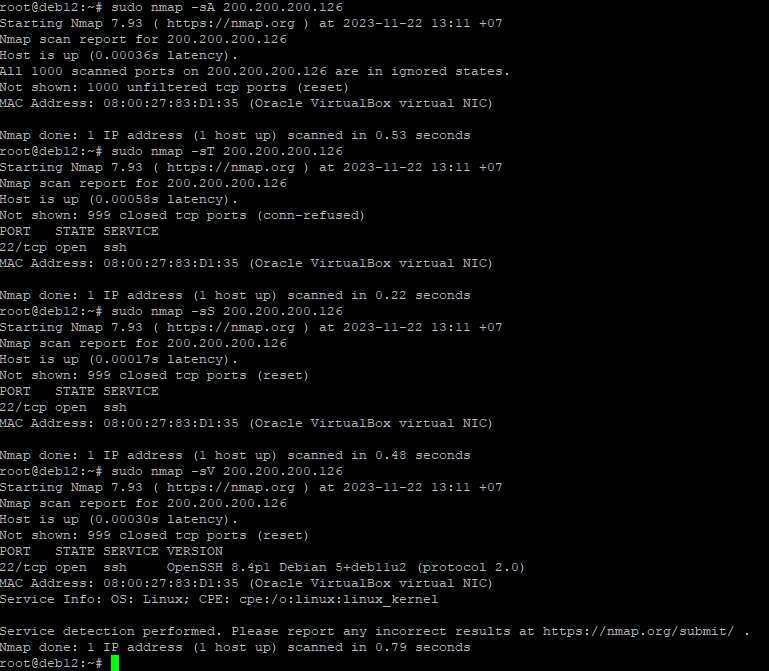 root@deb12:~# sudo nmap -sA 200.200.200.126
Starting Nmap 7.93 ( https://nmap.org ) at 2023-11-22 13:11 +07
Nmap scan report for 200.200.200.126
Host is up (0.00036s latency).
All 1000 scanned ports on 200.200.200.126 are in ignored states.
Not shown: 1000 unfiltered tcp ports (reset)
MAC Address: 08:00:27:83:D1:35 (Oracle VirtualBox virtual NIC)

Nmap done: 1 IP address (1 host up) scanned in 0.53 seconds
root@deb12:~# sudo nmap -sT 200.200.200.126
Starting Nmap 7.93 ( https://nmap.org ) at 2023-11-22 13:11 +07
Nmap scan report for 200.200.200.126
Host is up (0.00058s latency).
Not shown: 999 closed tcp ports (conn-refused)
PORT   STATE SERVICE
22/tcp open  ssh
MAC Address: 08:00:27:83:D1:35 (Oracle VirtualBox virtual NIC)

Nmap done: 1 IP address (1 host up) scanned in 0.22 seconds
root@deb12:~# sudo nmap -sS 200.200.200.126
Starting Nmap 7.93 ( https://nmap.org ) at 2023-11-22 13:11 +07
Nmap scan report for 200.200.200.126
Host is up (0.00017s latency).
Not shown: 999 closed tcp ports (reset)
PORT   STATE SERVICE
22/tcp open  ssh
MAC Address: 08:00:27:83:D1:35 (Oracle VirtualBox virtual NIC)

Nmap done: 1 IP address (1 host up) scanned in 0.48 seconds
root@deb12:~# sudo nmap -sV 200.200.200.126
Starting Nmap 7.93 ( https://nmap.org ) at 2023-11-22 13:11 +07
Nmap scan report for 200.200.200.126
Host is up (0.00030s latency).
Not shown: 999 closed tcp ports (reset)
PORT   STATE SERVICE VERSION
22/tcp open  ssh     OpenSSH 8.4p1 Debian 5+deb11u2 (protocol 2.0)
MAC Address: 08:00:27:83:D1:35 (Oracle VirtualBox virtual NIC)
Service Info: OS: Linux; CPE: cpe:/o:linux:linux_kernel

Service detection performed. Please report any incorrect results at https://nmap.org/submit/ .
Nmap done: 1 IP address (1 host up) scanned in 0.79 seconds
root@deb12:~#